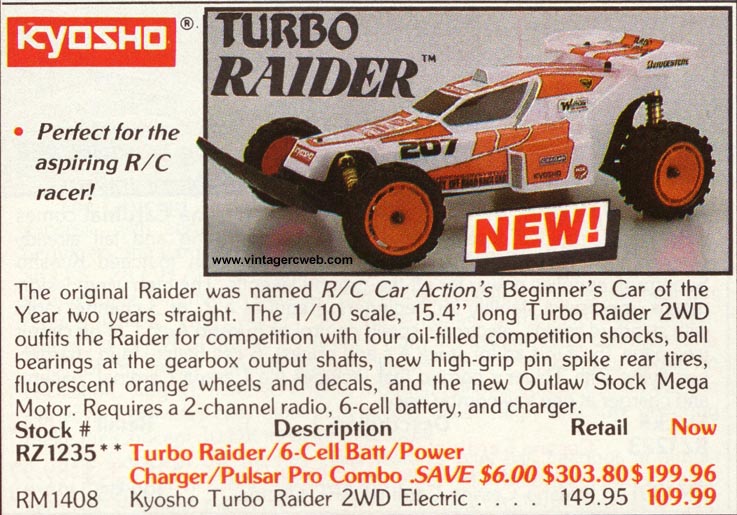 KYOSHO ®
TURBO
RAIDER™
• Perfect for the
aspiring R/C
racer!
207
KYOSHO
BRIDGESTONE
NEW!
www.vintagercweb.com
The original Raider was named R/C Car Action's Beginner's Car of the
Year two years straight. The 1/10 scale, 15.4" long Turbo Raider 2WD
outfits the Raider for competition with four oil-filled competition shocks, ball
bearings at the gearbox output shafts, new high-grip pin spike rear tires,
fluorescent orange wheels and decals, and the new Outlaw Stock Mega
Motor. Requires a 2-channel radio, 6-cell battery, and charger.
Stock # Description Retail Now
RZ1235** Turbo Raider/6-Cell Batt/Power
Charger/Pulsar Pro Combo .SAVE $6.00 $303.80 $199.96
RM1408 Kyosho Turbo Raider 2WD Electric . . . . 149.95 109.99